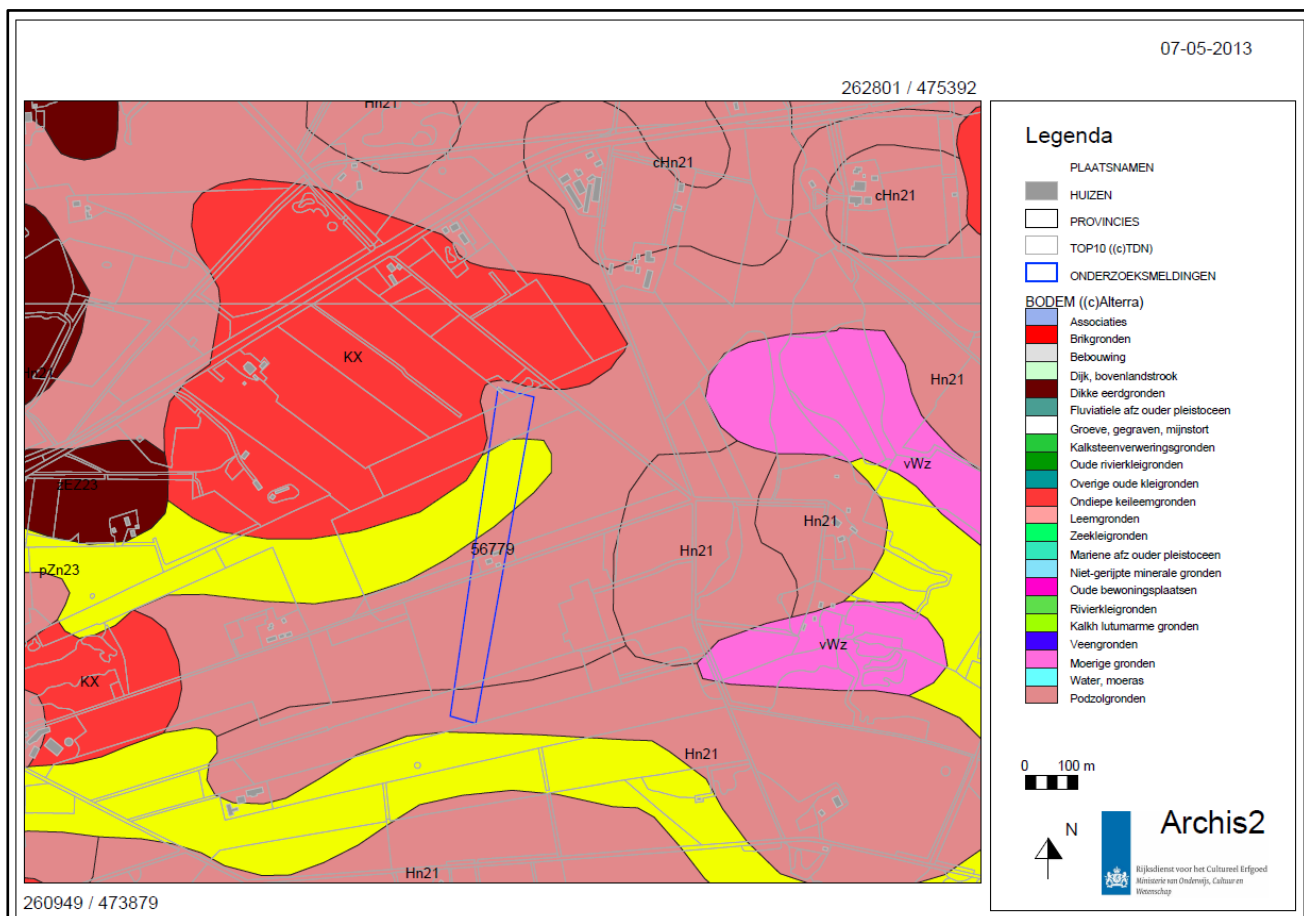 07-05-2013
262801 / 475392
Hn21
cHn21
cHn21
KX
Hn21
vWz
zEZ23
Hn21
56779
Hn21
pZn23
vWz
KX
Hn21
Hn21
260949 / 473879
Legenda
PLAATSNAMEN
HUIZEN
PROVINCIES
TOP10 ((c)TDN)
ONDERZOEKSMELDINGEN
BODEM ((c)Alterra)
Associaties
Brikgronden
Bebouwing
Dijk, bovenlandstrook
Dikke eerdgronden
Fluviatiele afz ouder pleistoceen
Groeve, gegraven, mijnstort
Kalksteenverweringsgronden
Oude rivierkleigronden
Overige oude kleigronden
Ondiepe keileemgronden
Leemgronden
Zeekleigronden
Mariene afz ouder pleistoceen
Niet-gerijpte minerale gronden
Oude bewoningsplaatsen
Rivierkleigronden
Kalkh lutumarme gronden
Veengronden
Moerige gronden
Water, moeras
Podzolgronden
0 100 m
N
Archis2
Rijksdienst voor het Cultureel Erfgoed
Ministerie van Onderwijs, Cultuur en
Wetenschap